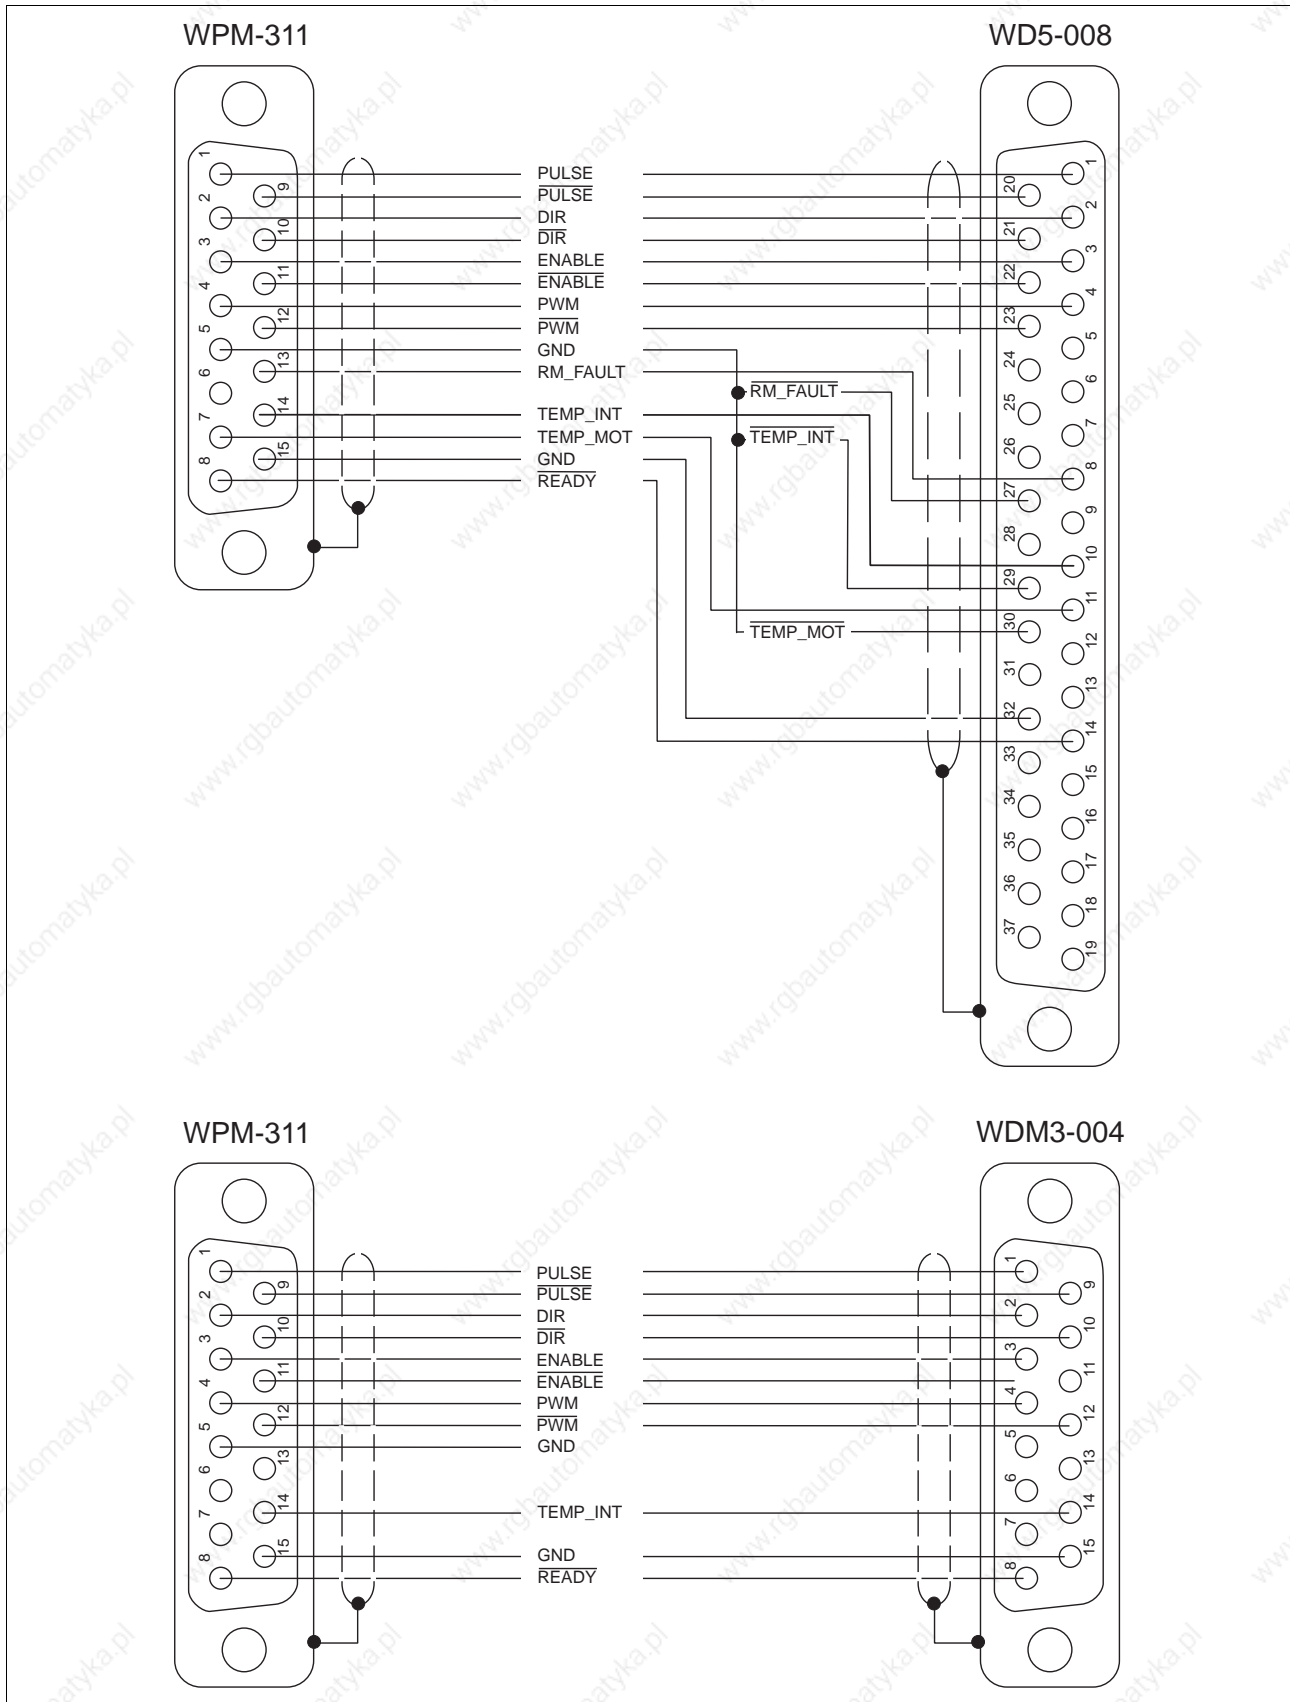 WPM-311 WD5-008
1 2 3 4 5 6 7 8
9 10 11 12 13 14 15
PULSE
PULSE
DIR
DIR
ENABLE
ENABLE
PWM
PWM
GND
RM_FAULT
TEMP_INT
TEMP_MOT
GND
READY
RM_FAULT
TEMP_INT
TEMP_MOT
20 21 22 23 24 25 26 27 28 29 30 31 32 33 34 35 36 37
1 2 3 4 5 6 7 8 9 10 11 12 13 14 15 16 17 18 19
WPM-311 WDM3-004
1 2 3 4 5 6 7 8
9 10 11 12 13 14 15
PULSE
PULSE
DIR
DIR
ENABLE
ENABLE
PWM
PWM
GND
TEMP_INT
GND
READY
1 2 3 4 5 6 7 8
9 10 11 12 13 14 15
www.rgbautomatyka.pl